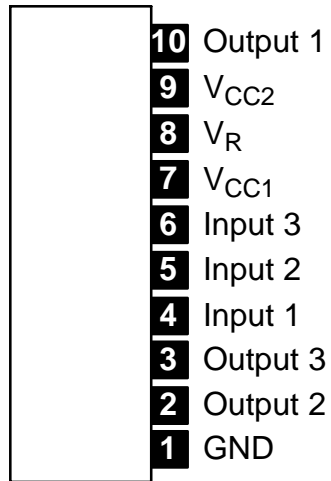 10 Output 1
9 VCC2
8 VR
7 VCC1
6 Input 3
5 Input 2
4 Input 1
3 Output 3
2 Output 2
1 GND